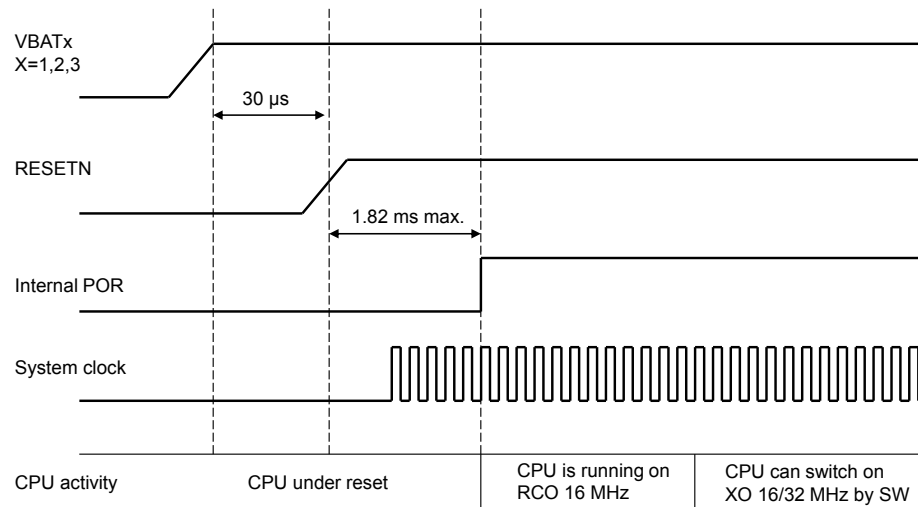 VBATx
X=1,2,3
30 µs
RESETN
1.82 ms max.
Internal POR
System clock
CPU activity
CPU under reset
CPU is running on
RCO 16 MHz
CPU can switch on
XO 16/32 MHz by SW